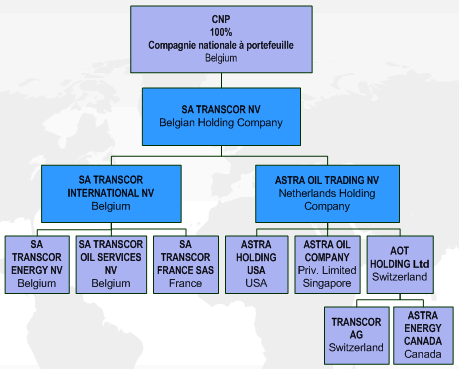 CNP
100%
Compagnie nationale à portefeuille
Belgium
SA TRANSCOR NV
Belgian Holding Company
SA TRANSCOR
INTERNATIONAL NV
Belgium
ASTRA OIL TRADING NV
Netherlands Holding
Company
SA
TRANSCOR
ENERGY NV
Belgium
SA TRANSCOR
OIL SERVICES
NV
Belgium
SA
TRANSCOR
FRANCE SAS
France
ASTRA
HOLDING
USA
USA
ASTRA OIL
COMPANY
Priv. Limited
Singapore
AOT
HOLDING Ltd
Switzerland
TRANSCOR
AG
Switzerland
ASTRA
ENERGY
CANADA
Canada